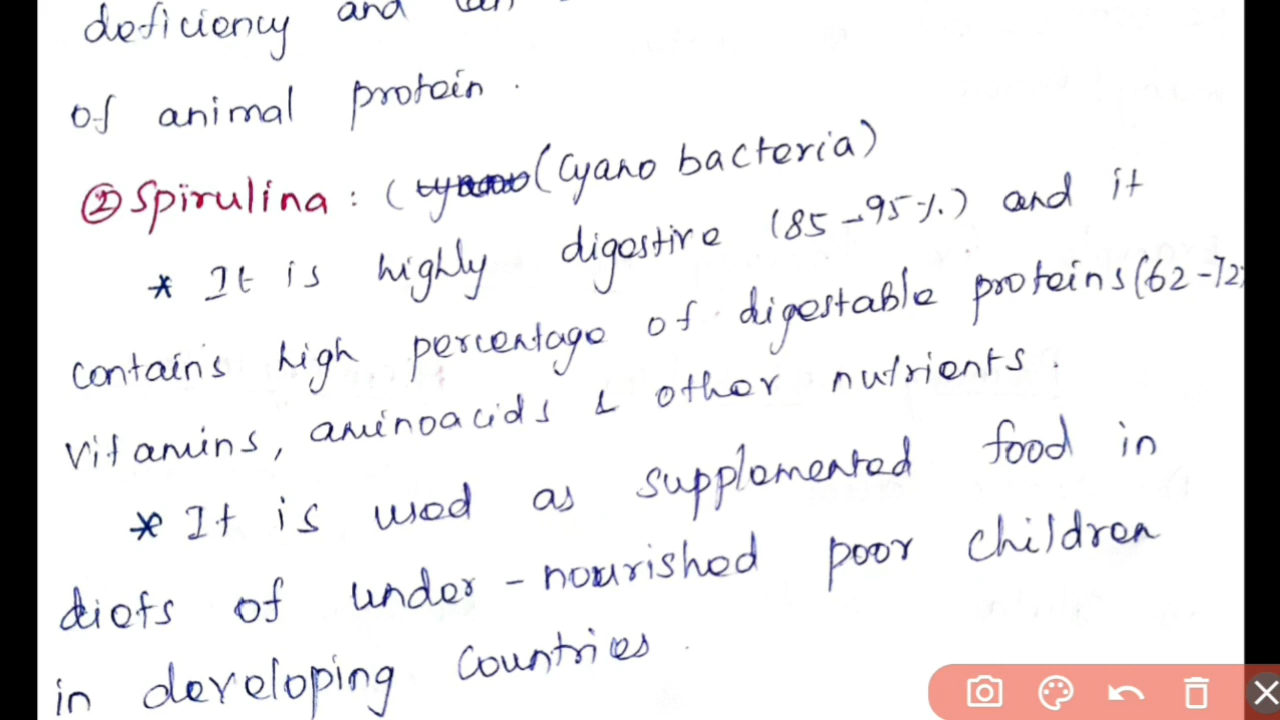 deficiency and
of animal protein.
② Spirulina : ( (Cyano bacteria)
* It is highly digestive (85-95%) and it
contains high percentage of digestable proteins (62-72
vitamins, aminoacids & other nutrients.
* It is used as supplemented food in
diets of under-nourished poor children
in developing countries.